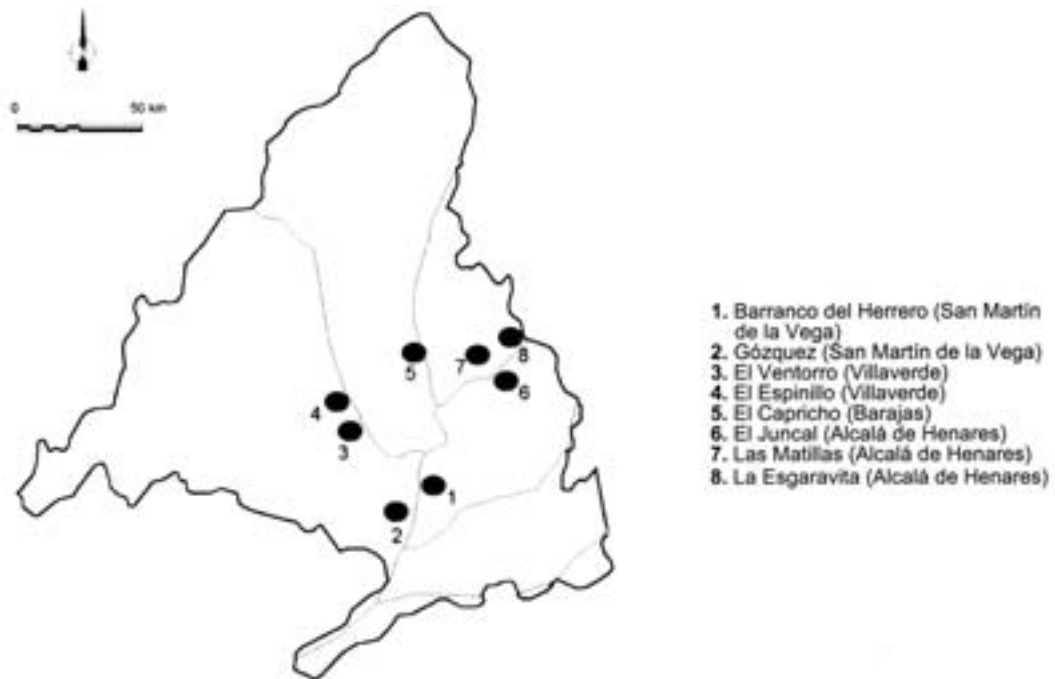 0 50 km
5
7
8
6
4
3
1
2
1. Barranco del Herrero (San Martín
de la Vega)
2. Gózquez (San Martín de la Vega)
3. El Ventorro (Villaverde)
4. El Espinillo (Villaverde)
5. El Capricho (Barajas)
6. El Juncal (Alcalá de Henares)
7. Las Matillas (Alcalá de Henares)
8. La Esgaravita (Alcalá de Henares)